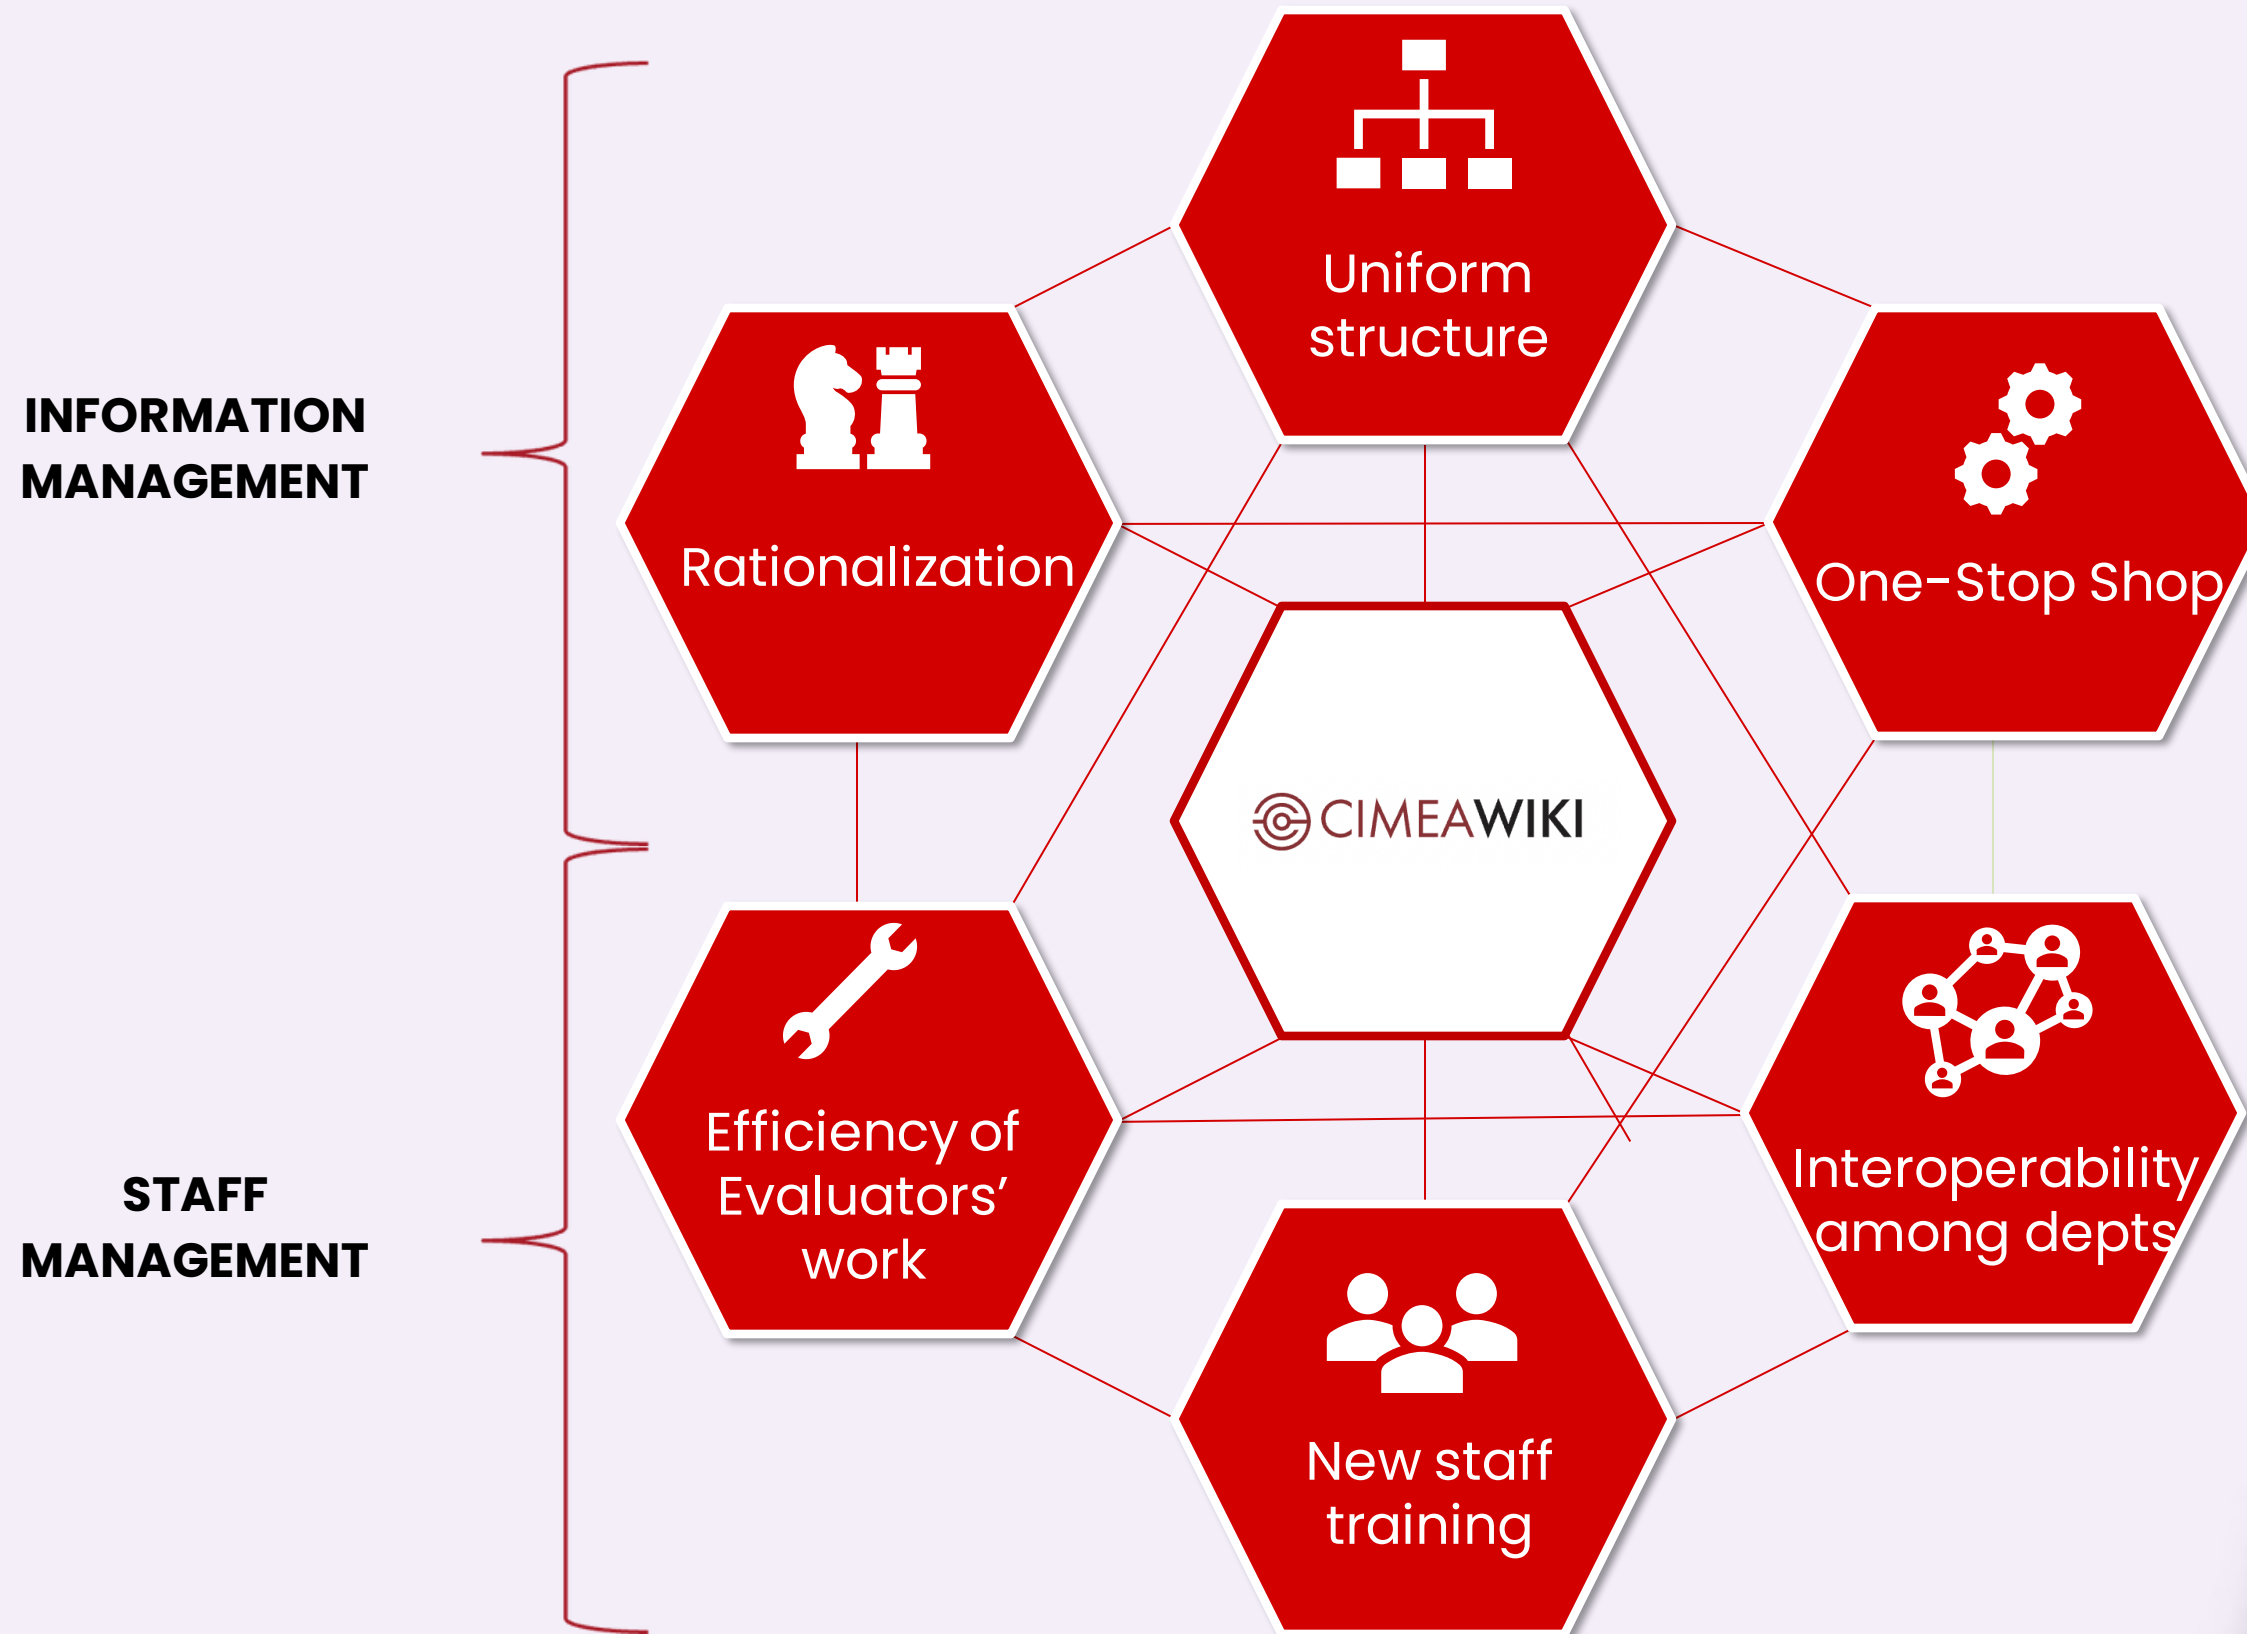 INFORMATION
MANAGEMENT
Uniform
structure
Rationalization
One-Stop Shop
CIMEAWIKI
STAFF
MANAGEMENT
Efficiency of
Evaluators’
work
Interoperability
among depts
New staff
training